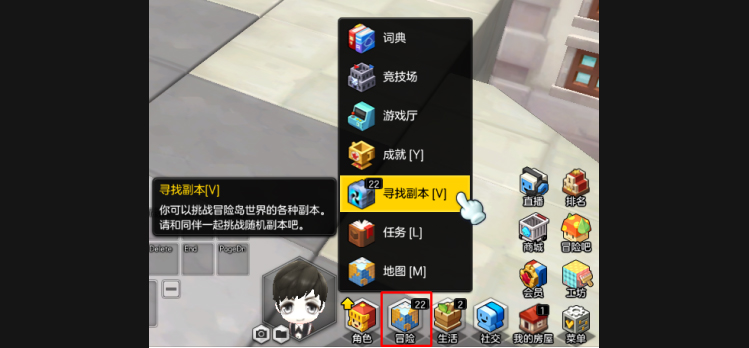 词典
竞技场
游戏厅
成就 [Y]
22
寻找副本 [V]
任务 [L]
地图 [M]
寻找副本[V]
你可以挑战冒险岛世界的各种副本。
请和同伴一起挑战随机副本吧。
Delete
End
PageDn
直播
排名
商城
冒险吧
会员
工坊
角色
22
冒险
2
生活
社交
1
我的房屋
菜单